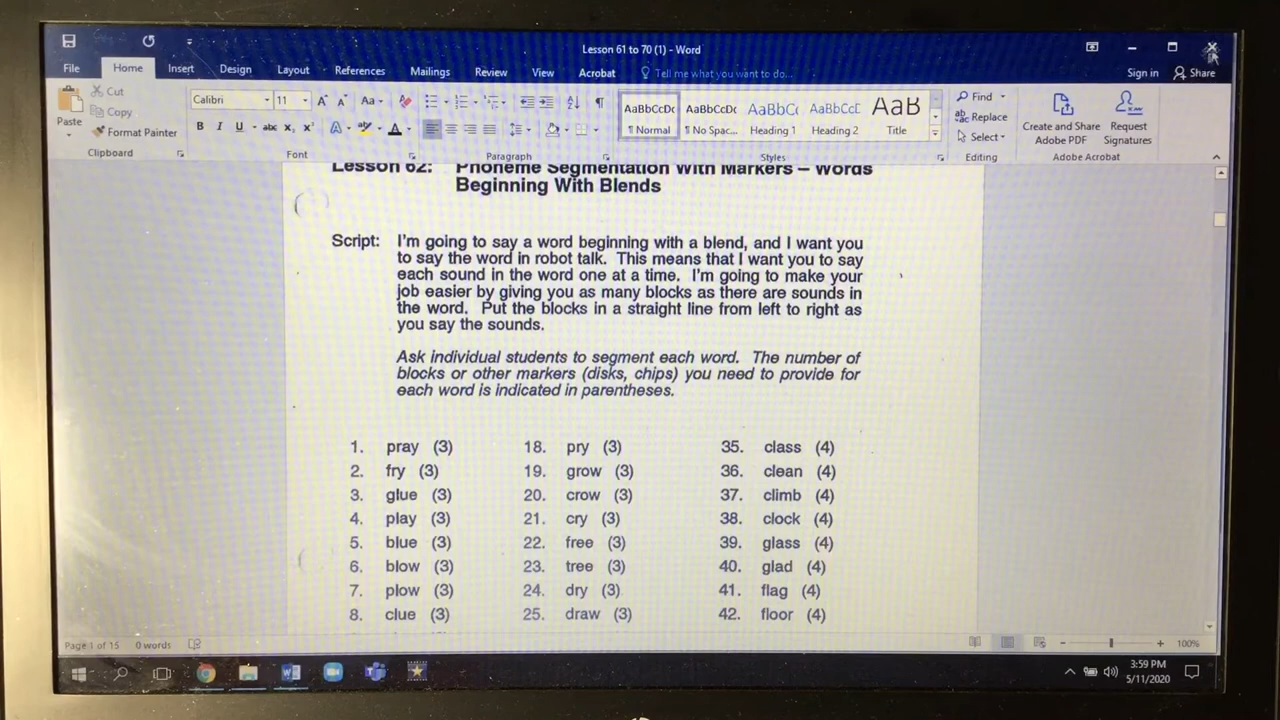 Lesson 61 to 70 (1) - Word
File Home Insert Design Layout References Mailings Review View Acrobat Tell me what you want to do... Sign in Share
Cut
Copy
Format Painter
Paste
Clipboard
Calibri 11
Font
Paragraph
AaBbCcDc AaBbCcDc AaBbC( AaBbCcD AaB
¶ Normal ¶ No Spac... Heading 1 Heading 2 Title
Styles
Find
Replace
Select
Editing
Create and Share Adobe PDF
Request Signatures
Adobe Acrobat
Lesson 62: Phoneme Segmentation With Markers – Words
Beginning With Blends
Script: I'm going to say a word beginning with a blend, and I want you
to say the word in robot talk. This means that I want you to say
each sound in the word one at a time. I'm going to make your
job easier by giving you as many blocks as there are sounds in
the word. Put the blocks in a straight line from left to right as
you say the sounds.
Ask individual students to segment each word. The number of
blocks or other markers (disks, chips) you need to provide for
each word is indicated in parentheses.
1. pray (3) 18. pry (3) 35. class (4)
2. fry (3) 19. grow (3) 36. clean (4)
3. glue (3) 20. crow (3) 37. climb (4)
4. play (3) 21. cry (3) 38. clock (4)
5. blue (3) 22. free (3) 39. glass (4)
6. blow (3) 23. tree (3) 40. glad (4)
7. plow (3) 24. dry (3) 41. flag (4)
8. clue (3) 25. draw (3) 42. floor (4)
Page 1 of 15 0 words 100%
3:59 PM
5/11/2020